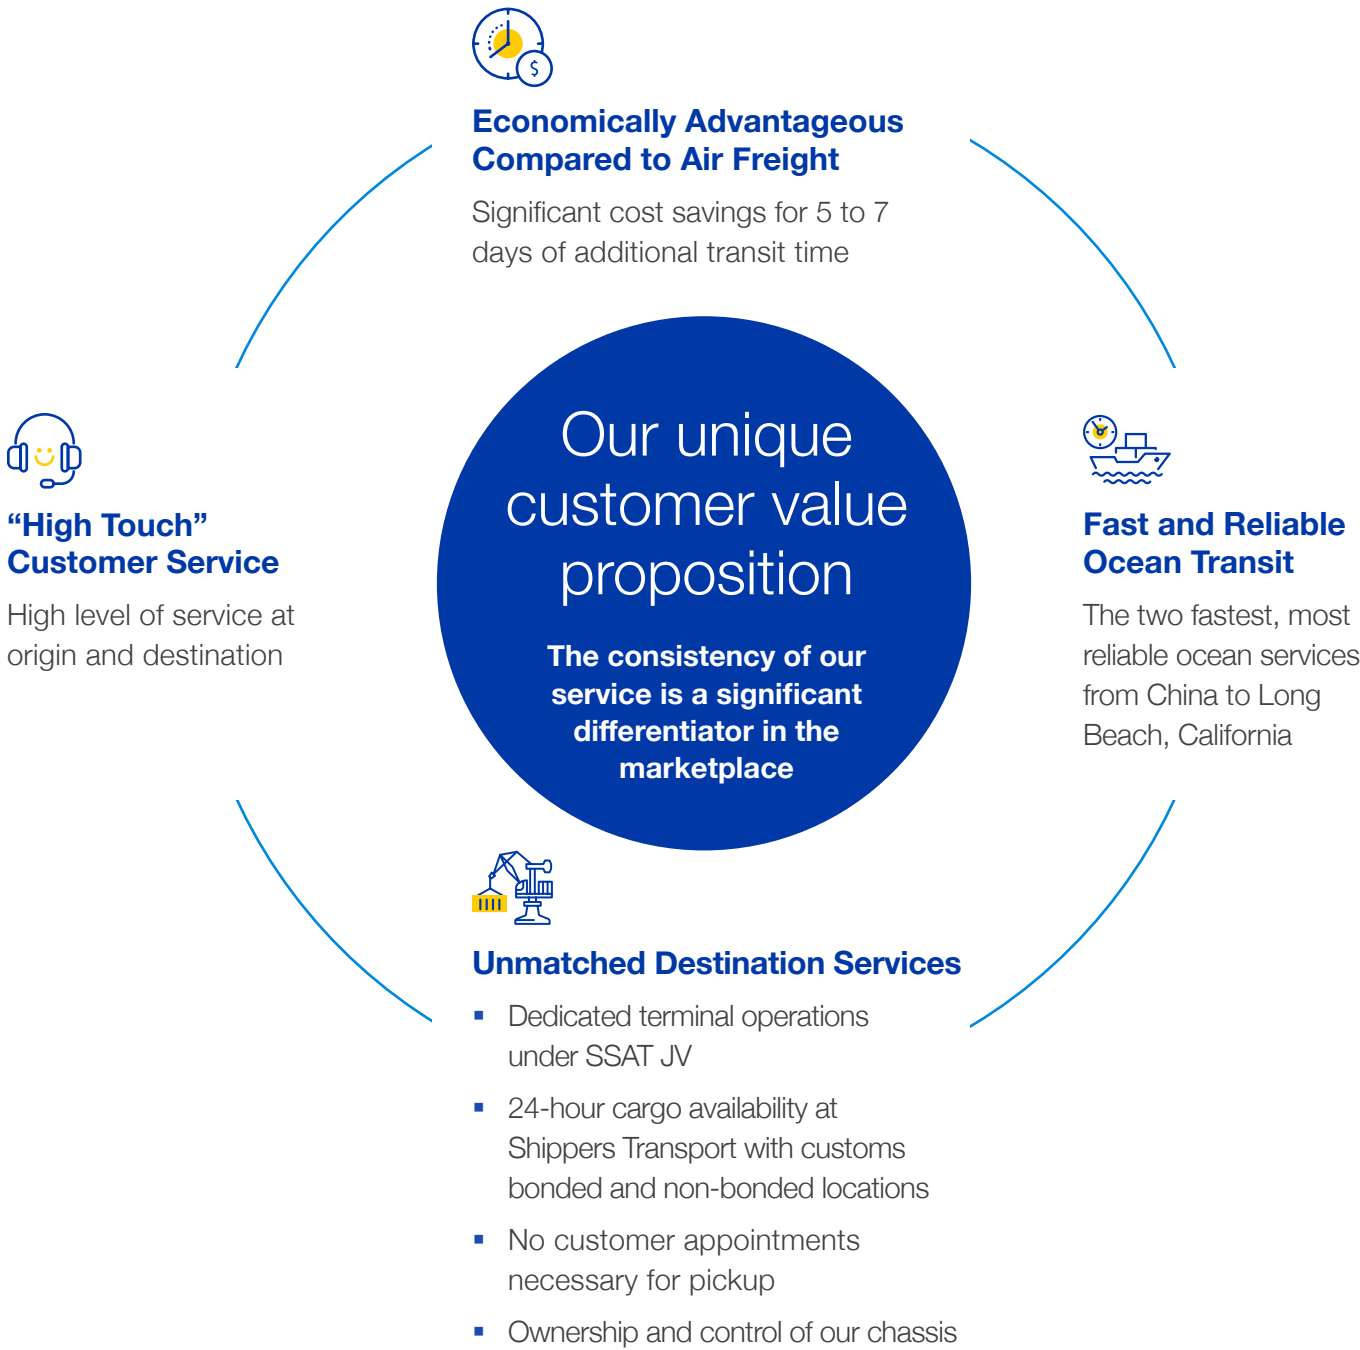 $
Economically Advantageous
Compared to Air Freight
Significant cost savings for 5 to 7
days of additional transit time
Our unique
customer value
proposition
The consistency of our
service is a significant
differentiator in the
marketplace
“High Touch”
Customer Service
High level of service at
origin and destination
Fast and Reliable
Ocean Transit
The two fastest, most
reliable ocean services
from China to Long
Beach, California
Unmatched Destination Services
▪ Dedicated terminal operations
under SSAT JV
▪ 24-hour cargo availability at
Shippers Transport with customs
bonded and non-bonded locations
▪ No customer appointments
necessary for pickup
▪ Ownership and control of our chassis